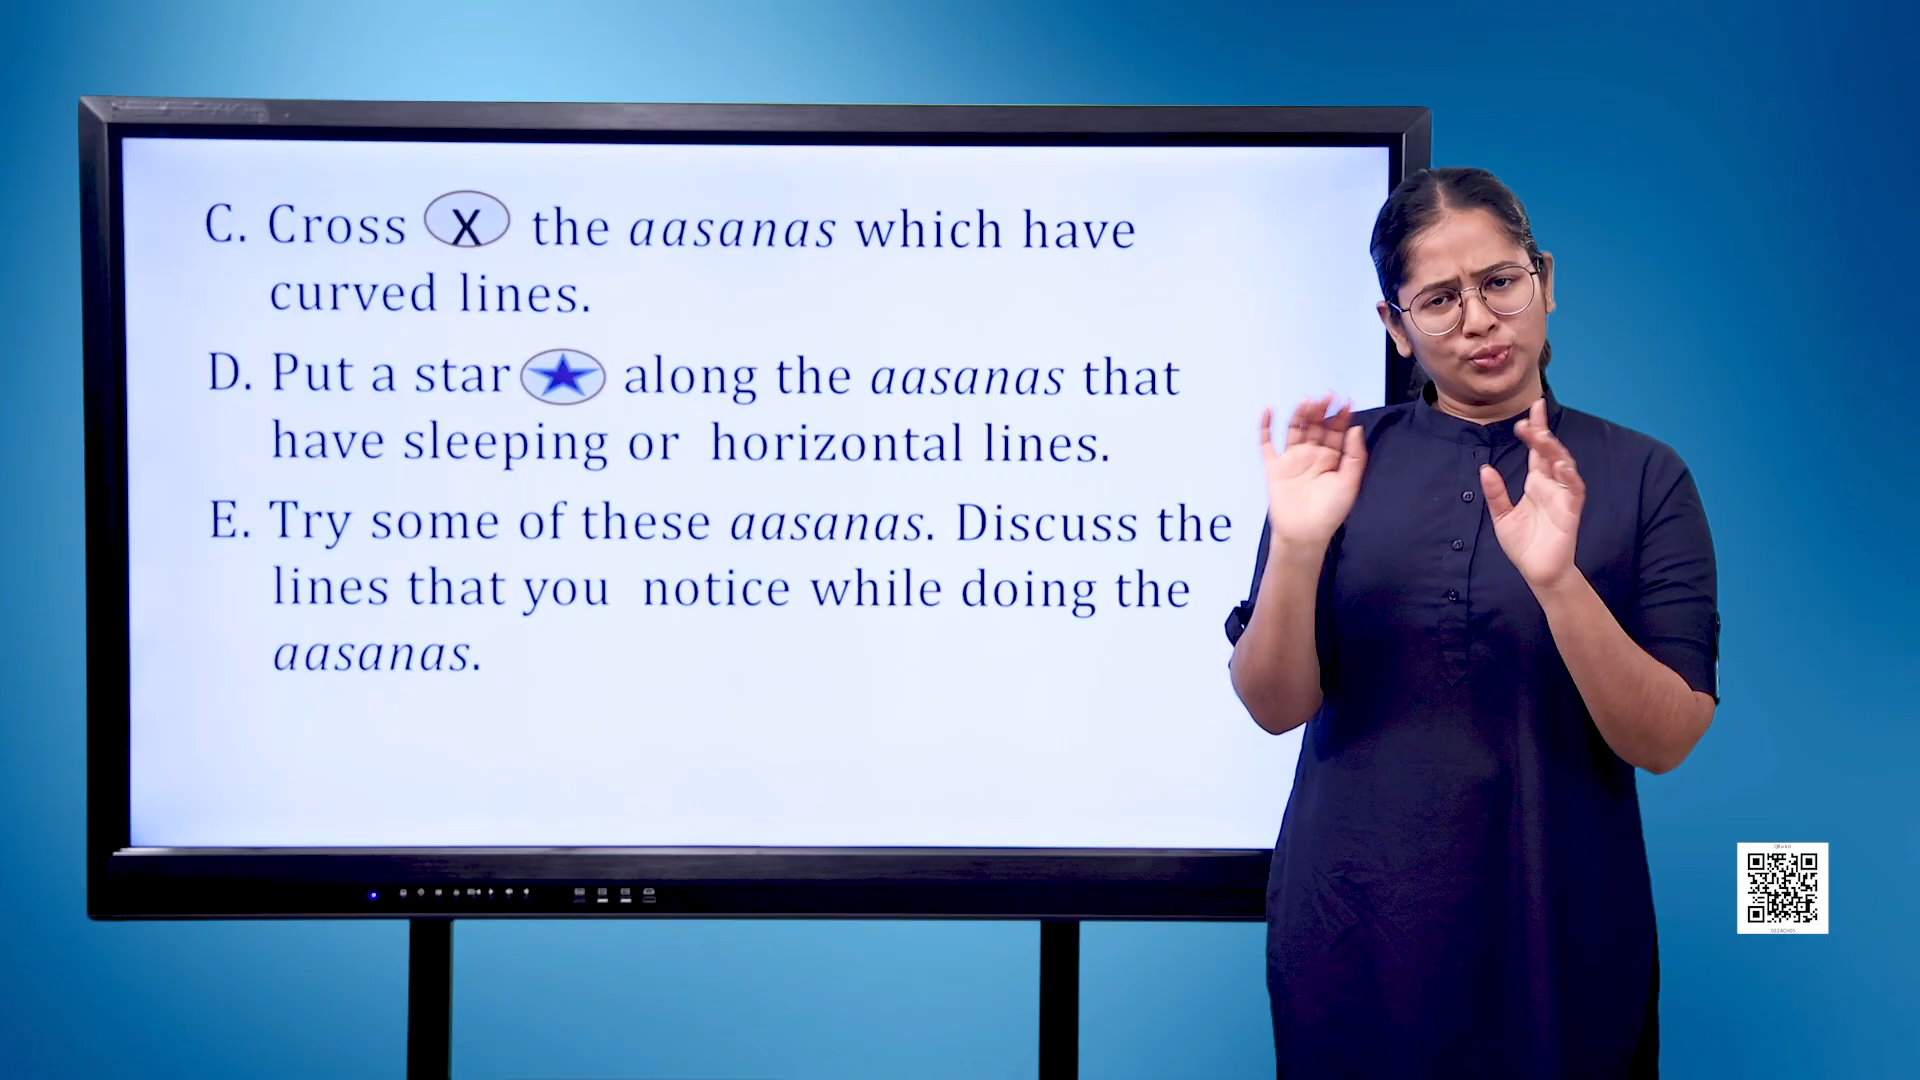 C. Cross X the aasanas which have
curved lines.
D. Put a star along the aasanas that
have sleeping or horizontal lines.
E. Try some of these aasanas. Discuss the
lines that you notice while doing the
aasanas.